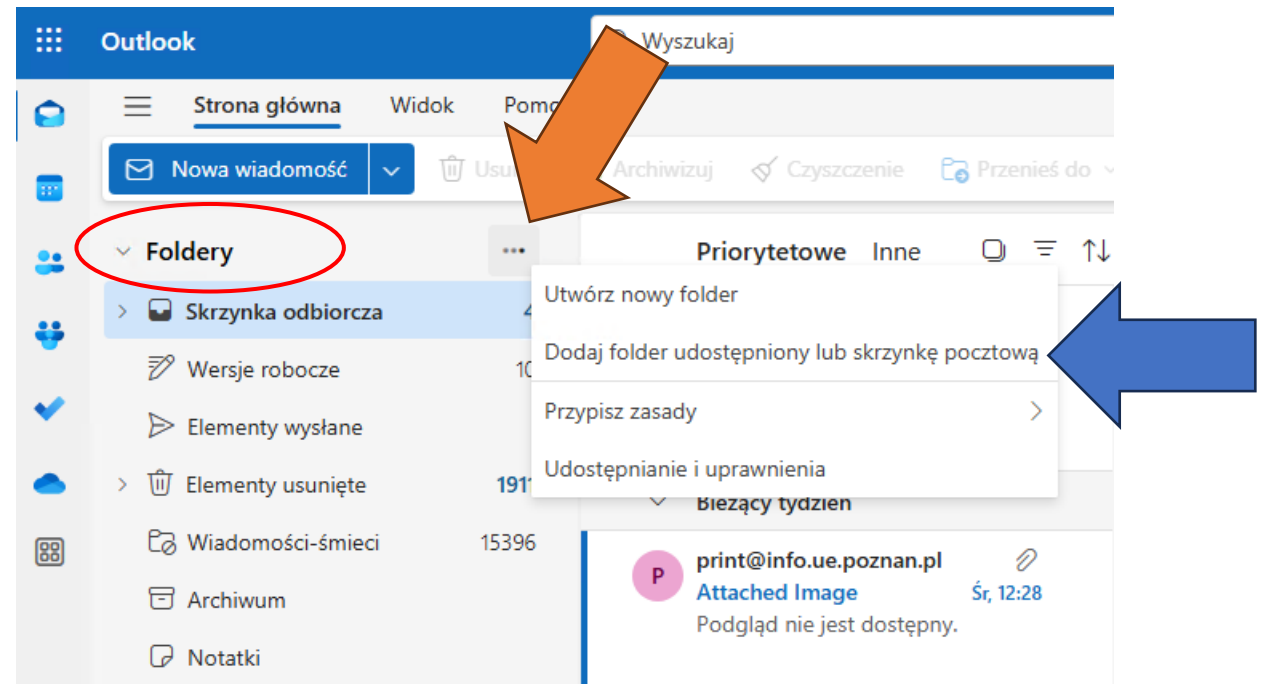 Outlook
Wyszukaj
Strona główna Widok
Nowa wiadomość Archiwizuj Czyszczenie Przenieś do
Foldery ···
Priorytetowe Inne
Skrzynka odbiorcza
Wersje robocze
Elementy wysłane
Elementy usunięte
Wiadomości-śmieci 15396
Archiwum
Notatki
Utwórz nowy folder
Dodaj folder udostępniony lub skrzynkę pocztową
Przypisz zasady
Udostępnianie i uprawnienia
Bieżący tydzień
P
print@info.ue.poznan.pl
Attached Image Śr, 12:28
Podgląd nie jest dostępny.